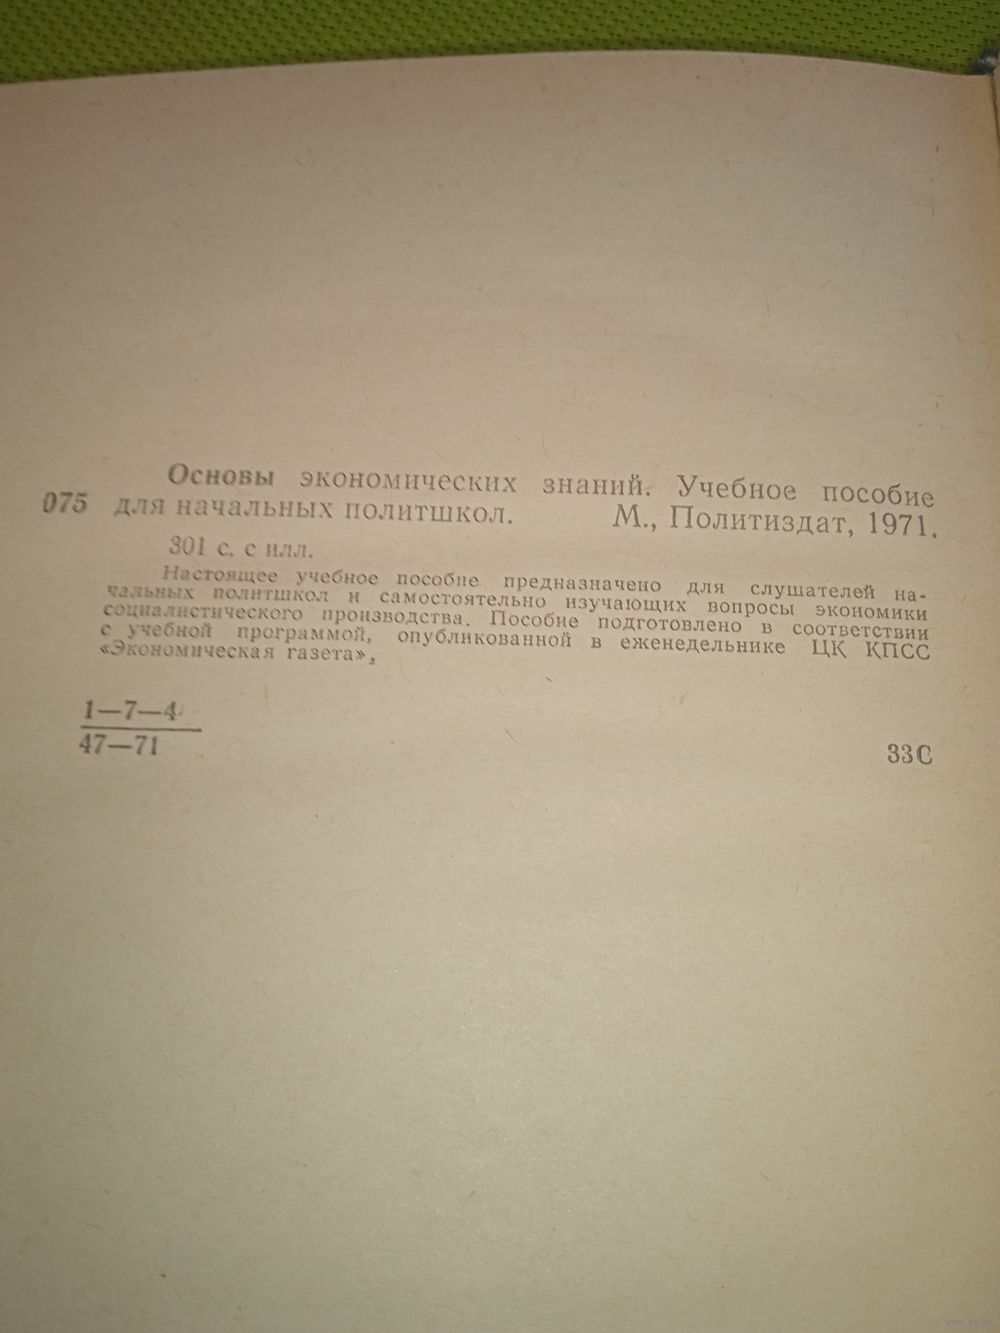 Основы экономических знаний. Учебное пособие
075 для начальных политшкол. М., Политиздат, 1971.
301 с. с илл.
Настоящее учебное пособие предназначено для слушателей на-
чальных политшкол и самостоятельно изучающих вопросы экономики
социалистического производства. Пособие подготовлено в соответствии
с учебной программой, опубликованной в еженедельнике ЦК КПСС
«Экономическая газета»,
1—7—4
47—71
33С